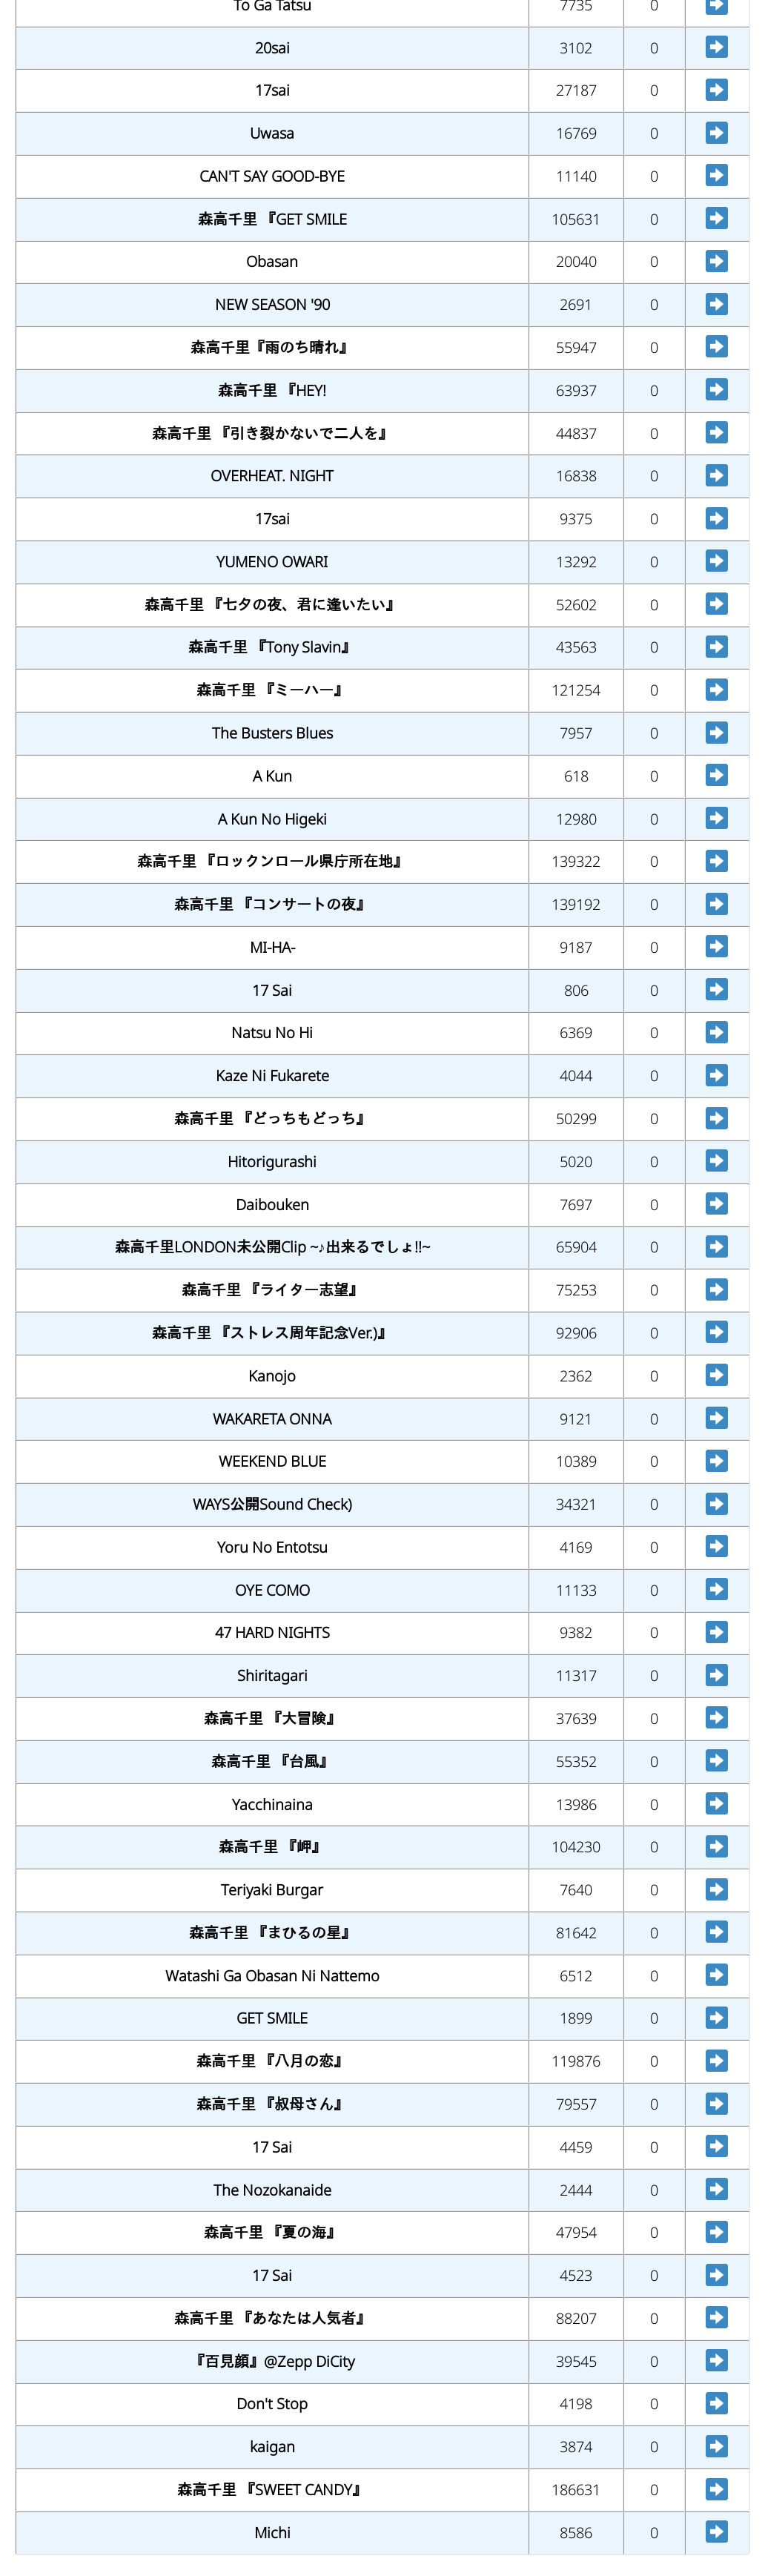 To Ga Tatsu 7735 0
20sai 3102 0
17sai 27187 0
Uwasa 16769 0
CAN'T SAY GOOD-BYE 11140 0
森高千里 『GET SMILE 105631 0
Obasan 20040 0
NEW SEASON '90 2691 0
森高千里『雨のち晴れ』 55947 0
森高千里 『HEY! 63937 0
森高千里 『引き裂かないで二人を』 44837 0
OVERHEAT. NIGHT 16838 0
17sai 9375 0
YUMENO OWARI 13292 0
森高千里 『七夕の夜、君に逢いたい』 52602 0
森高千里 『Tony Slavin』 43563 0
森高千里 『ミーハー』 121254 0
The Busters Blues 7957 0
A Kun 618 0
A Kun No Higeki 12980 0
森高千里 『ロックンロール県庁所在地』 139322 0
森高千里 『コンサートの夜』 139192 0
MI-HA- 9187 0
17 Sai 806 0
Natsu No Hi 6369 0
Kaze Ni Fukarete 4044 0
森高千里 『どっちもどっち』 50299 0
Hitorigurashi 5020 0
Daibouken 7697 0
森高千里LONDON未公開Clip ~♪出来るでしょ!!~ 65904 0
森高千里 『ライター志望』 75253 0
森高千里 『ストレス周年記念Ver.)』 92906 0
Kanojo 2362 0
WAKARETA ONNA 9121 0
WEEKEND BLUE 10389 0
WAYS公開Sound Check) 34321 0
Yoru No Entotsu 4169 0
OYE COMO 11133 0
47 HARD NIGHTS 9382 0
Shiritagari 11317 0
森高千里 『大冒険』 37639 0
森高千里 『台風』 55352 0
Yacchinaina 13986 0
森高千里 『岬』 104230 0
Teriyaki Burgar 7640 0
森高千里 『まひるの星』 81642 0
Watashi Ga Obasan Ni Nattemo 6512 0
GET SMILE 1899 0
森高千里 『八月の恋』 119876 0
森高千里 『叔母さん』 79557 0
17 Sai 4459 0
The Nozokanaide 2444 0
森高千里 『夏の海』 47954 0
17 Sai 4523 0
森高千里 『あなたは人気者』 88207 0
『百見顔』@Zepp DiCity 39545 0
Don't Stop 4198 0
kaigan 3874 0
森高千里 『SWEET CANDY』 186631 0
Michi 8586 0